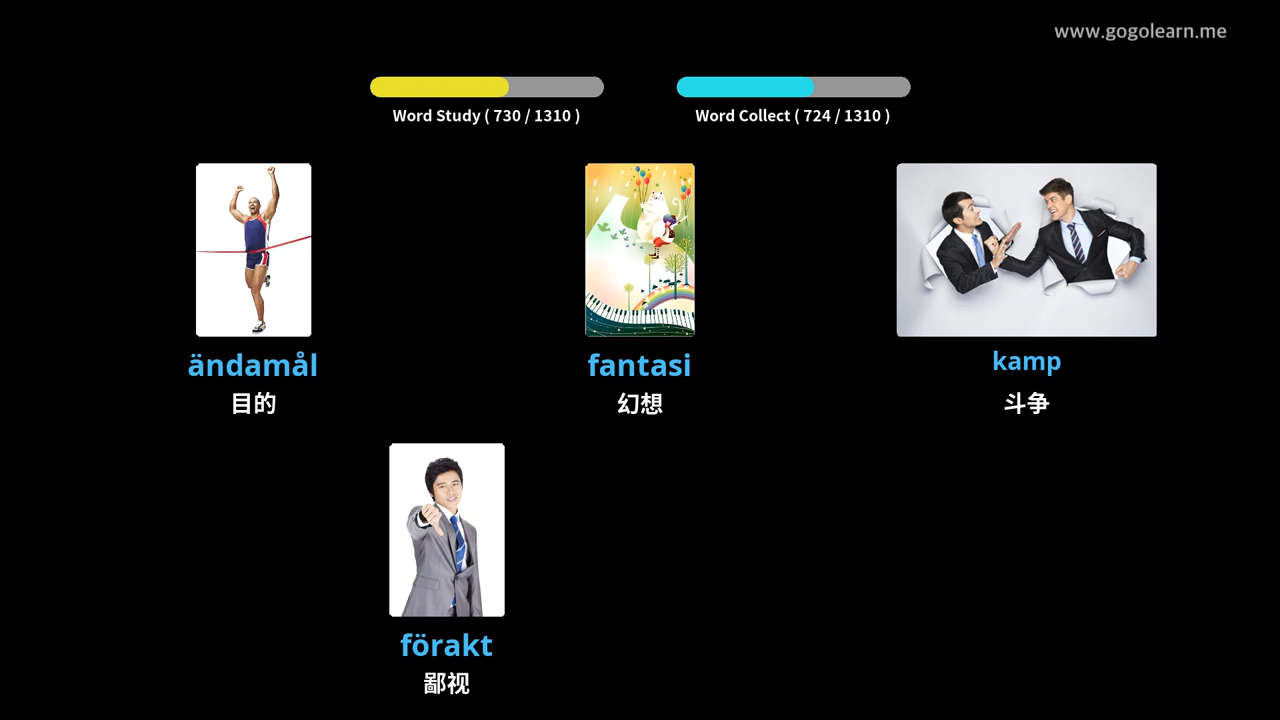 www.gogolearn.me
Word Study ( 730 / 1310 )
Word Collect ( 724 / 1310 )
ändamål
目的
fantasi
幻想
kamp
斗争
förakt
鄙视